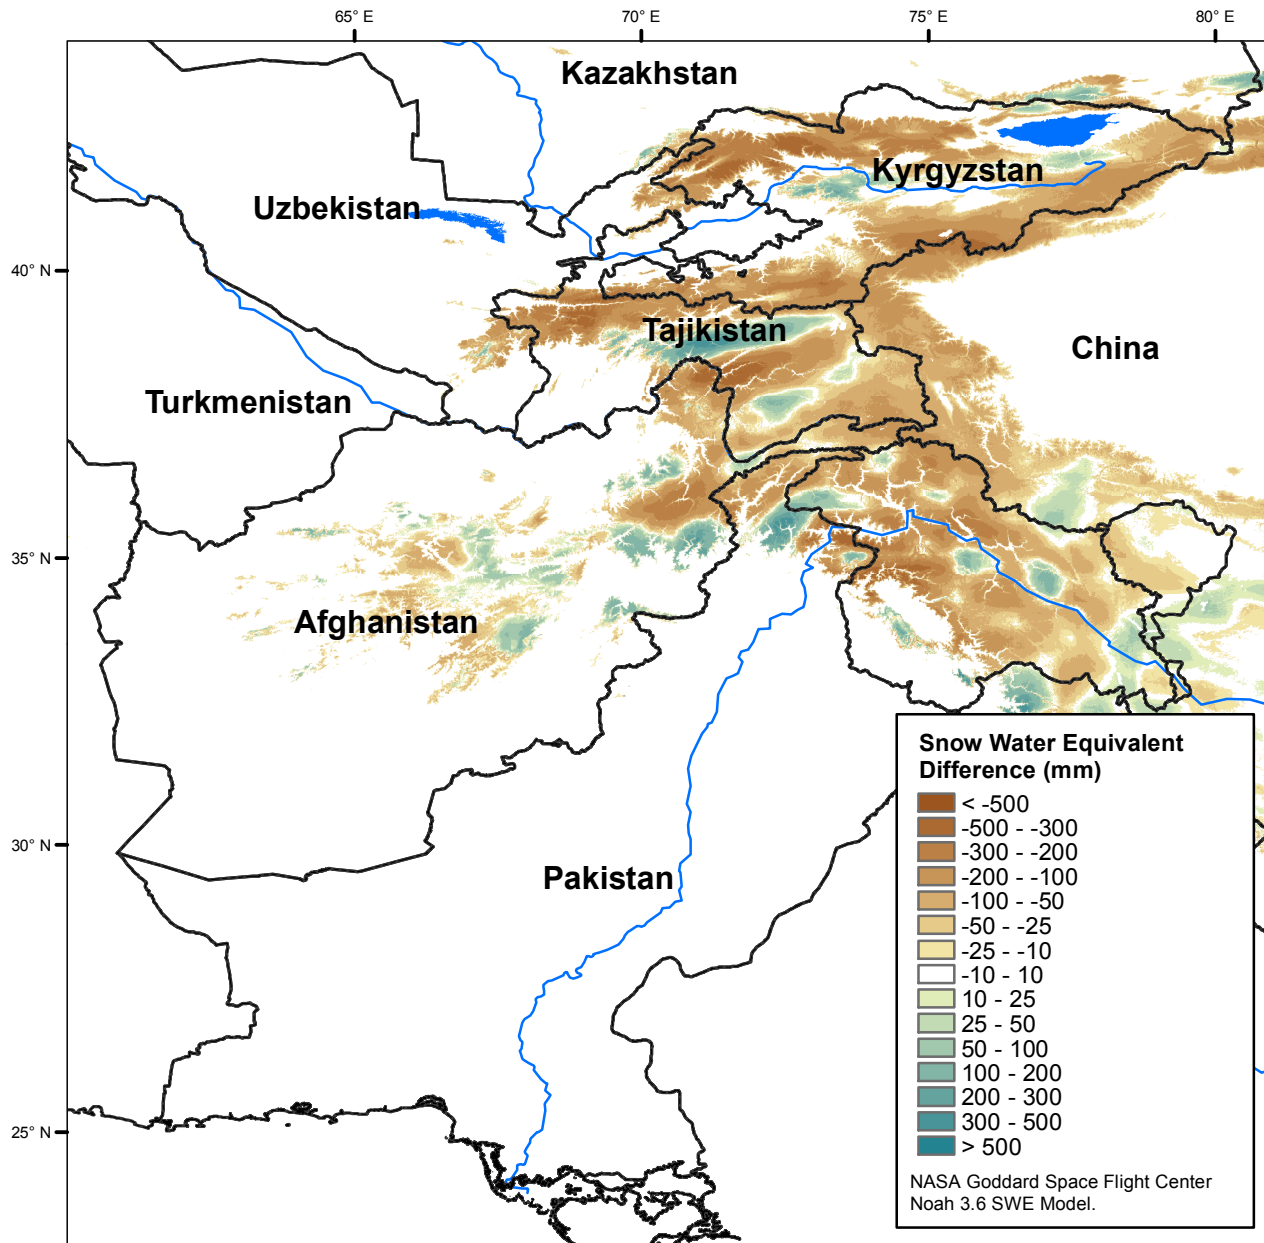 65° E
70° E
75° E
80° E
Kazakhstan
Kyrgyzstan
Uzbekistan
40° N
Tajikistan
China
Turkmenistan
35° N
Afghanistan
30° N
Pakistan
25° N
Snow Water Equivalent
Difference (mm)
< -500
-500 - -300
-300 - -200
-200 - -100
-100 - -50
-50 - -25
-25 - -10
-10 - 10
10 - 25
25 - 50
50 - 100
100 - 200
200 - 300
300 - 500
> 500
NASA Goddard Space Flight Center
Noah 3.6 SWE Model.